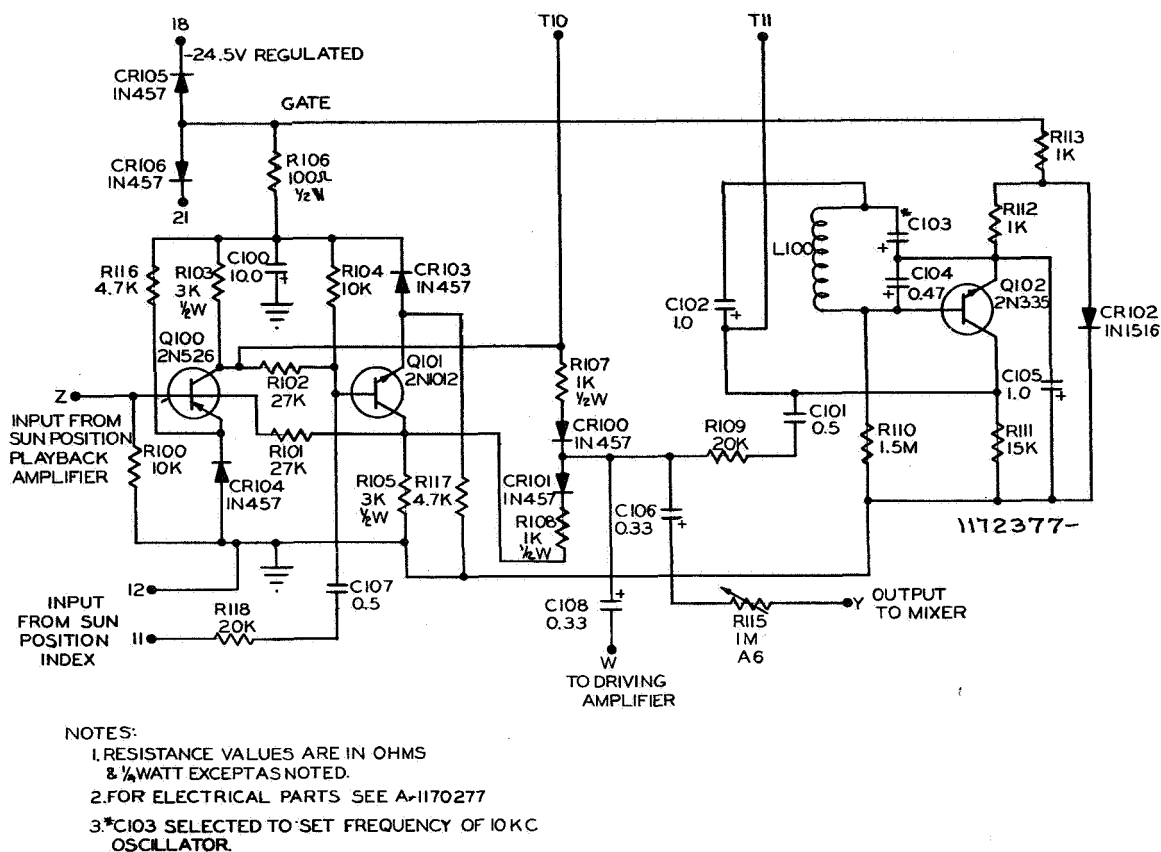 18
-24.5V REGULATED
T10
T11
CR105
IN457
GATE
CR106
IN457
21
R106
100Ω
½W
R113
1K
R116
4.7K
R103
3K
½W
C100
10.0
+
R104
10K
CR103
IN457
C102
1.0
+
L100
*
C103
+
R112
1K
C104
0.47
+
Q102
2N335
CR102
IN1516
Q100
2N526
R102
27K
Q101
2N1012
R107
1K
½W
Z
INPUT FROM
SUN POSITION
PLAYBACK
AMPLIFIER
R100
10K
R101
27K
CR104
IN457
R105
3K
½W
R117
4.7K
CR100
IN457
CR101
IN457
R108
1K
½W
R109
20K
C101
0.5
R110
1.5M
R111
15K
C105
1.0
+
C106
0.33
+
1172377-
12
INPUT
FROM SUN
POSITION
INDEX
11
R118
20K
C107
0.5
C108
0.33
+
W
TO DRIVING
AMPLIFIER
R115
1M
A6
Y OUTPUT
TO MIXER
NOTES:
1. RESISTANCE VALUES ARE IN OHMS
& ¼ WATT EXCEPT AS NOTED.
2. FOR ELECTRICAL PARTS SEE A-1170277
3. *C103 SELECTED TO SET FREQUENCY OF 10 KC
OSCILLATOR.